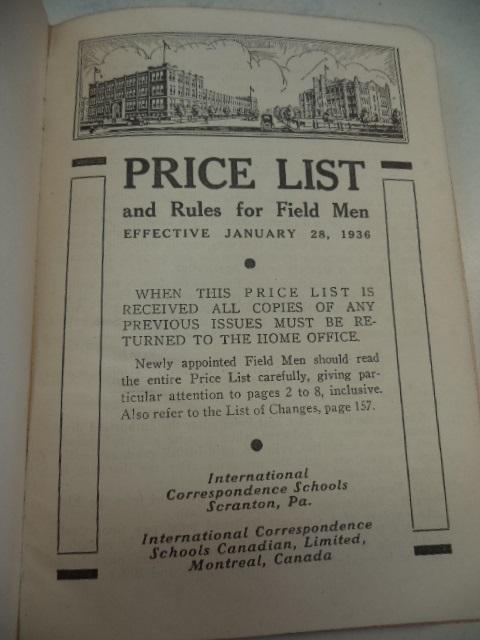 PRICE LIST
and Rules for Field Men
EFFECTIVE JANUARY 28, 1936
WHEN THIS PRICE LIST IS
RECEIVED ALL COPIES OF ANY
PREVIOUS ISSUES MUST BE RE-
TURNED TO THE HOME OFFICE.
Newly appointed Field Men should read
the entire Price List carefully, giving par-
ticular attention to pages 2 to 8, inclusive.
Also refer to the List of Changes, page 157.
International
Correspondence Schools
Scranton, Pa.
International Correspondence
Schools Canadian, Limited,
Montreal, Canada